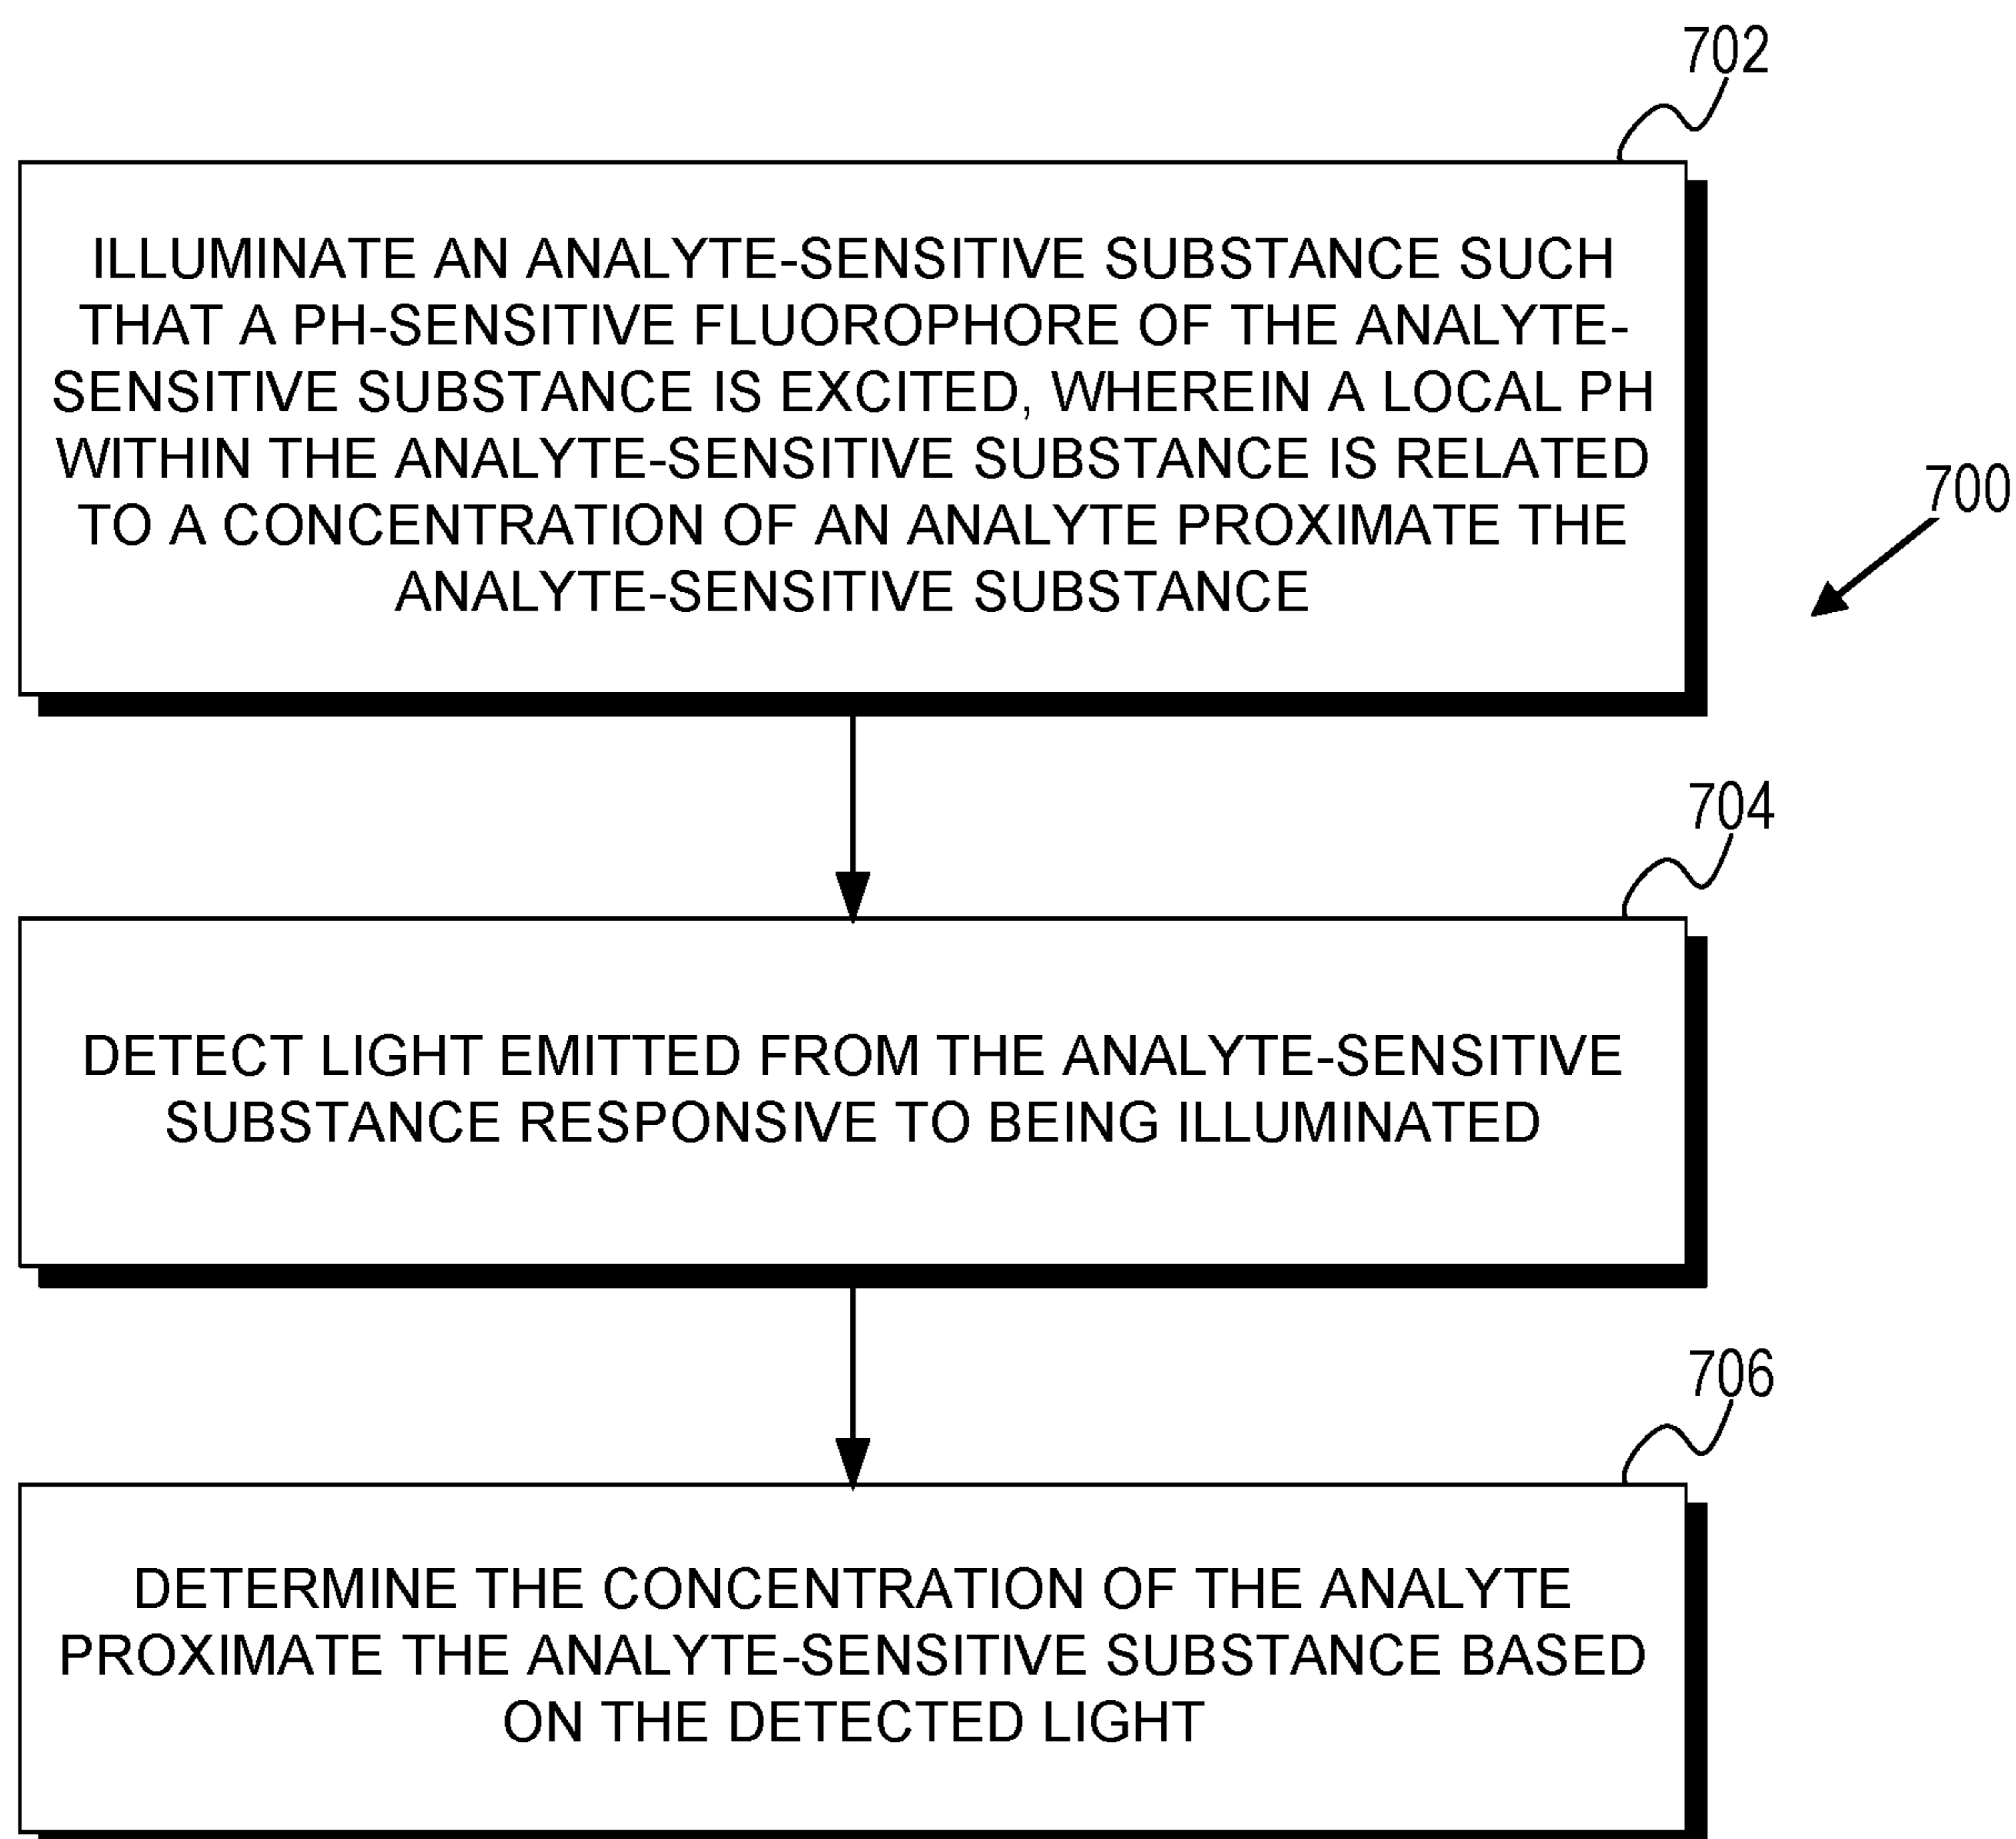 702
ILLUMINATE AN ANALYTE-SENSITIVE SUBSTANCE SUCH
THAT A PH-SENSITIVE FLUOROPHORE OF THE ANALYTE-
SENSITIVE SUBSTANCE IS EXCITED, WHEREIN A LOCAL PH
WITHIN THE ANALYTE-SENSITIVE SUBSTANCE IS RELATED
TO A CONCENTRATION OF AN ANALYTE PROXIMATE THE
ANALYTE-SENSITIVE SUBSTANCE
700
704
DETECT LIGHT EMITTED FROM THE ANALYTE-SENSITIVE
SUBSTANCE RESPONSIVE TO BEING ILLUMINATED
706
DETERMINE THE CONCENTRATION OF THE ANALYTE
PROXIMATE THE ANALYTE-SENSITIVE SUBSTANCE BASED
ON THE DETECTED LIGHT